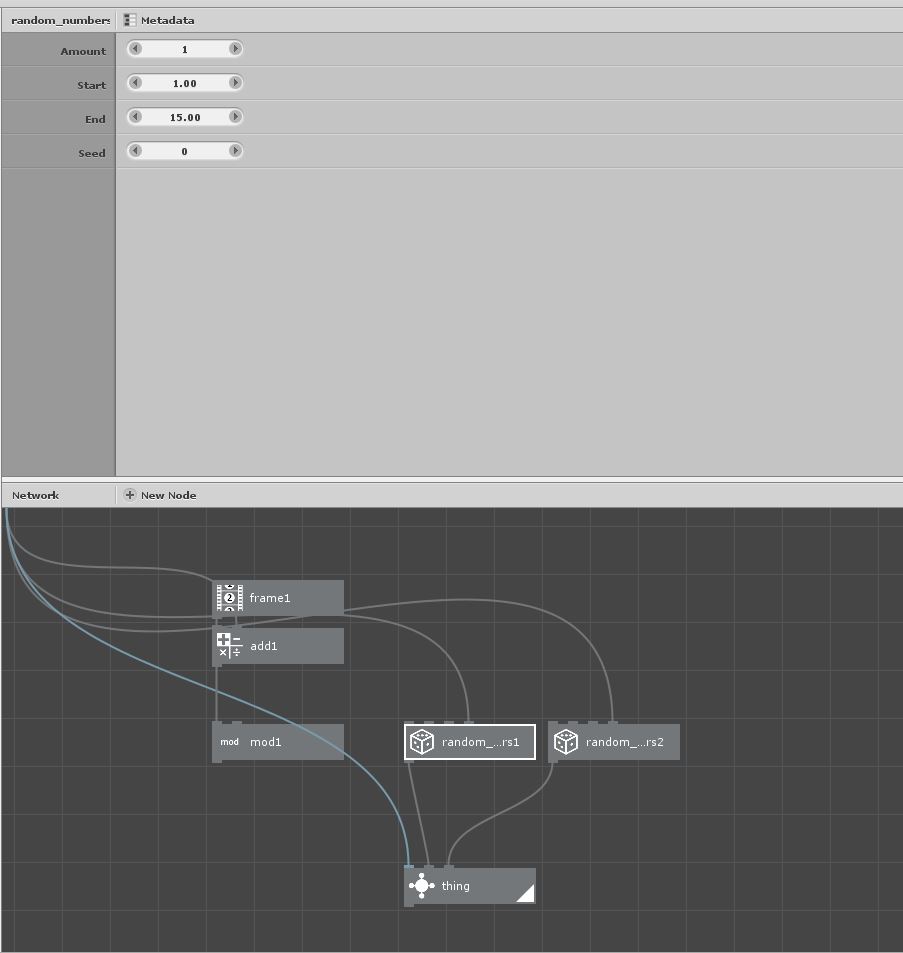 random_numbers Metadata
Amount 1
Start 1.00
End 15.00
Seed 0
Network New Node
2 frame1
add1
mod mod1 random_...rs1 random_...rs2
thing